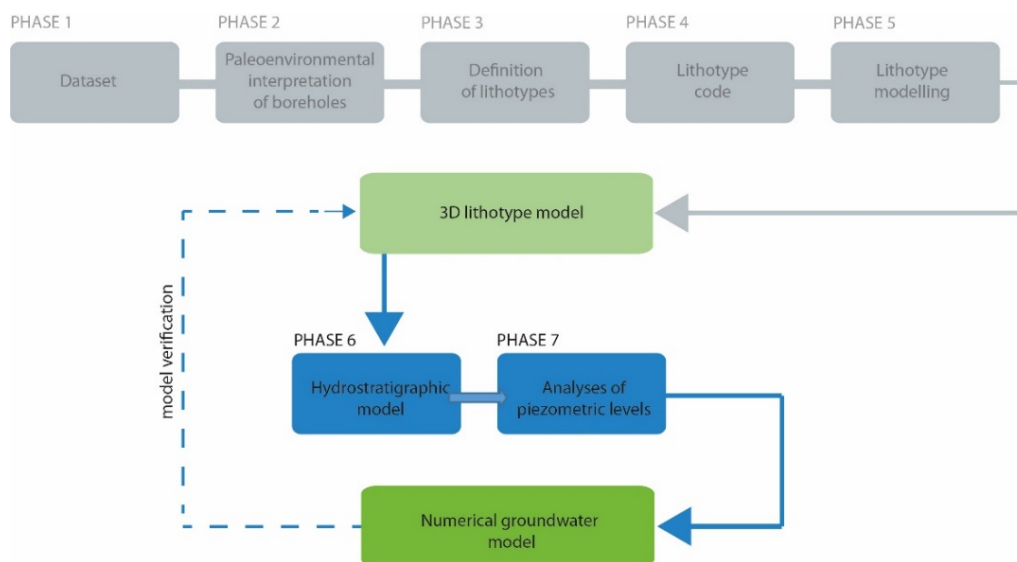 PHASE 1
PHASE 2
PHASE 3
PHASE 4
PHASE 5
Dataset
Paleoenvironmental
interpretation
of boreholes
Definition
of lithotypes
Lithotype
code
Lithotype
modelling
3D lithotype model
model verification
PHASE 6
PHASE 7
Hydrostratigraphic
model
Analyses of
piezometric levels
Numerical groundwater
model